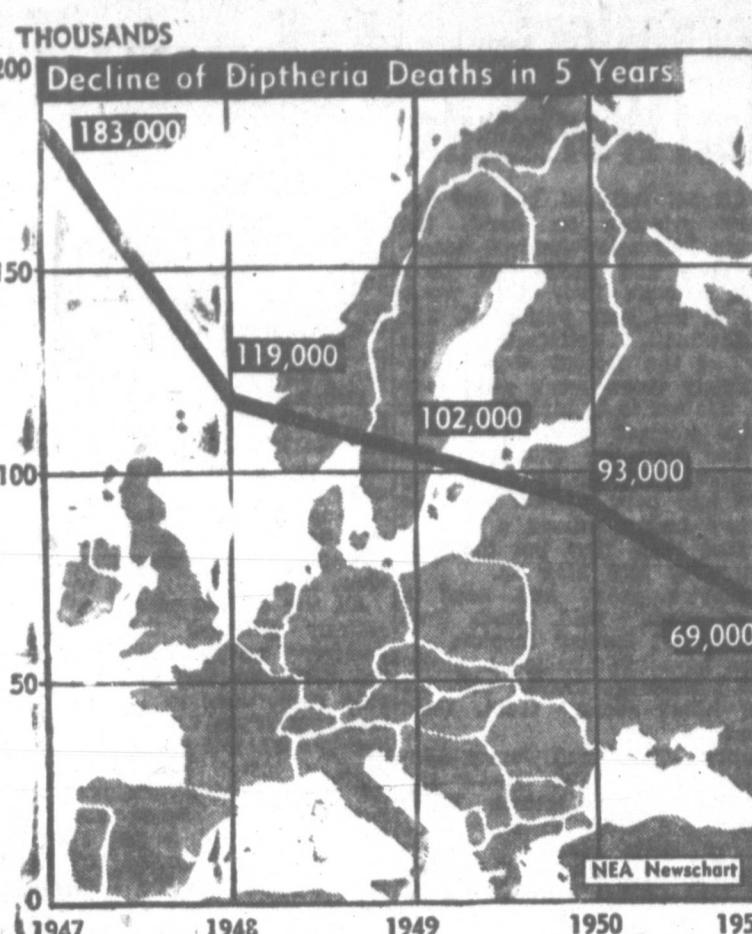 THOUSANDS
200
Decline of Diptheria Deaths in 5 Years
183,000
150
119,000
102,000
100
93,000
69,000
50
NEA Newschart
0
1947 1948 1949 1950 195